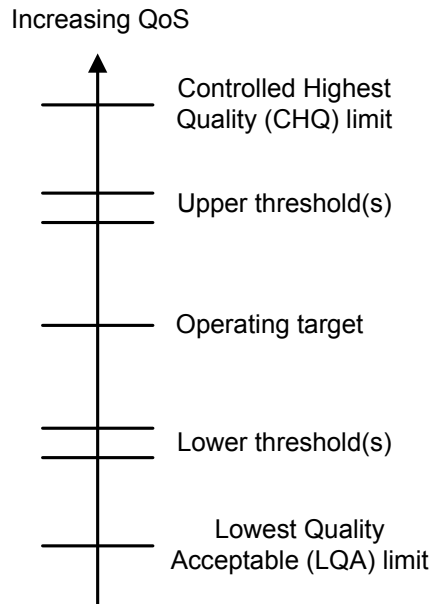 Increasing QoS
Controlled Highest
Quality (CHQ) limit
Upper threshold(s)
Operating target
Lower threshold(s)
Lowest Quality
Acceptable (LQA) limit